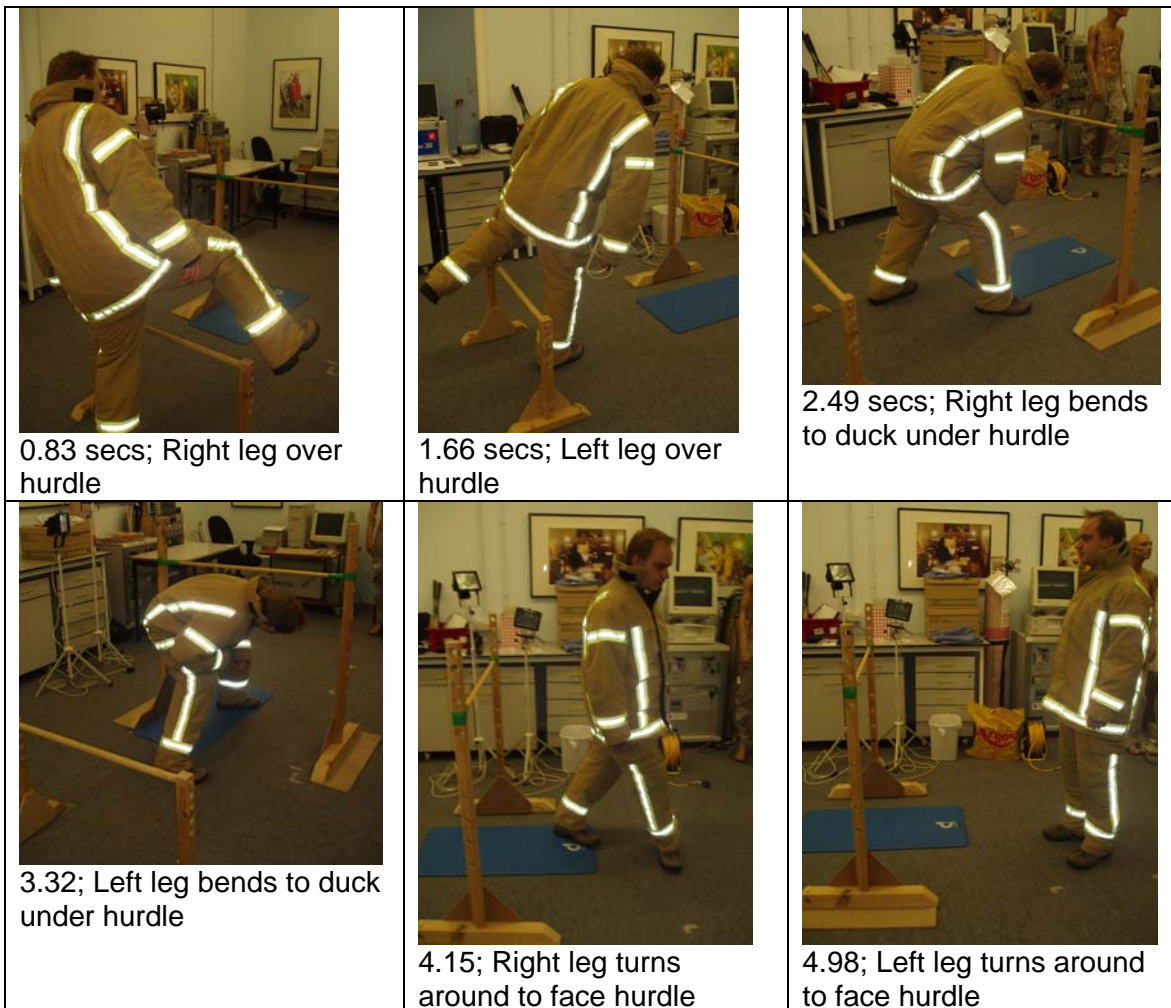 0.83 secs; Right leg over
hurdle
1.66 secs; Left leg over
hurdle
2.49 secs; Right leg bends
to duck under hurdle
3.32; Left leg bends to duck
under hurdle
4.15; Right leg turns
around to face hurdle
4.98; Left leg turns around
to face hurdle